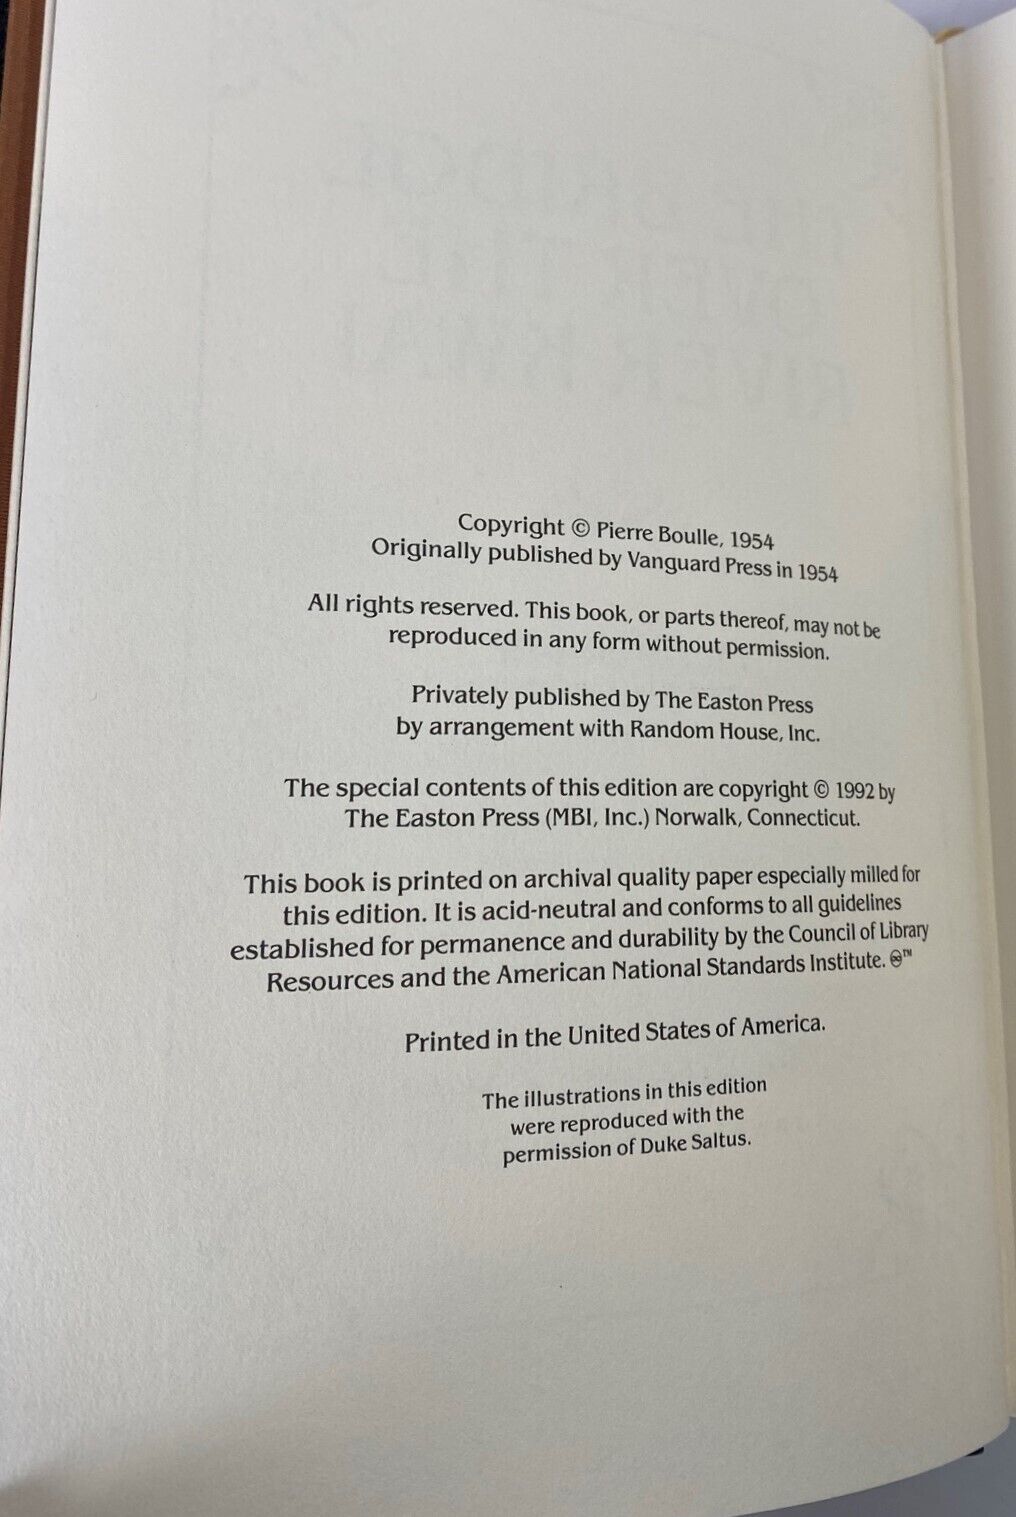 Copyright © Pierre Boulle, 1954
Originally published by Vanguard Press in 1954
All rights reserved. This book, or parts thereof, may not be
reproduced in any form without permission.
Privately published by The Easton Press
by arrangement with Random House, Inc.
The special contents of this edition are copyright © 1992 by
The Easton Press (MBI, Inc.) Norwalk, Connecticut.
This book is printed on archival quality paper especially milled for
this edition. It is acid-neutral and conforms to all guidelines
established for permanence and durability by the Council of Library
Resources and the American National Standards Institute. ♾™
Printed in the United States of America.
The illustrations in this edition
were reproduced with the
permission of Duke Saltus.